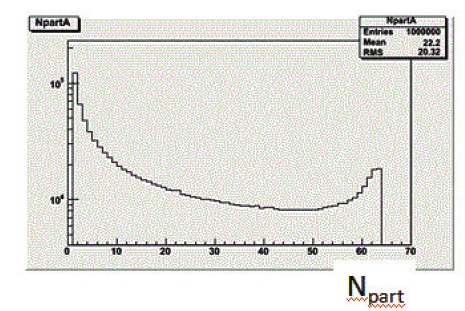 NpartA
NpartA
Entries 1000000
Mean 22.2
RMS 20.32
10⁵
10⁴
0 10 20 30 40 50 60 70
Npart